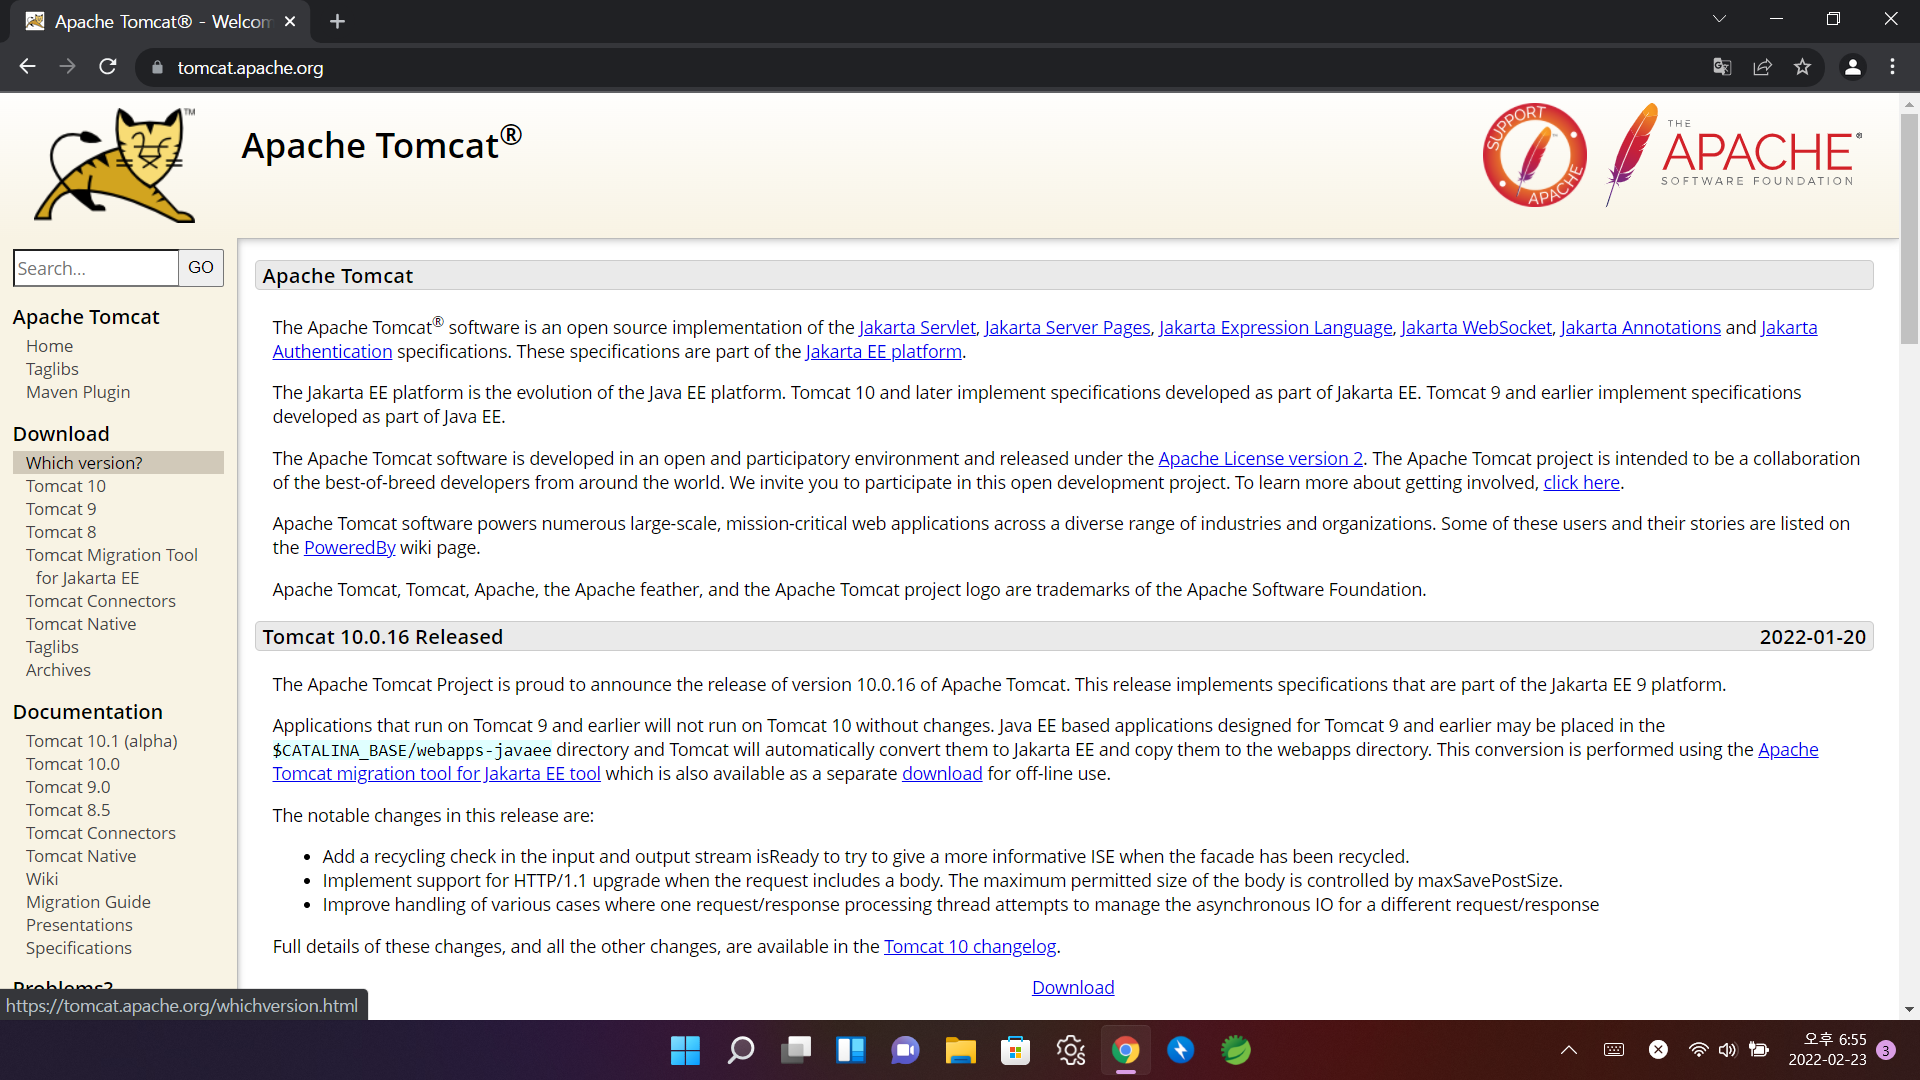 Apache Tomcat® - Welcom
tomcat.apache.org
TM
Apache Tomcat®
SUPPORT APACHE
THE
APACHE®
SOFTWARE FOUNDATION
Search...
GO
Apache Tomcat
Home
Taglibs
Maven Plugin
Download
Which version?
Tomcat 10
Tomcat 9
Tomcat 8
Tomcat Migration Tool
for Jakarta EE
Tomcat Connectors
Tomcat Native
Taglibs
Archives
Documentation
Tomcat 10.1 (alpha)
Tomcat 10.0
Tomcat 9.0
Tomcat 8.5
Tomcat Connectors
Tomcat Native
Wiki
Migration Guide
Presentations
Specifications
Problems?
https://tomcat.apache.org/whichversion.html
Apache Tomcat
The Apache Tomcat® software is an open source implementation of the Jakarta Servlet, Jakarta Server Pages, Jakarta Expression Language, Jakarta WebSocket, Jakarta Annotations and Jakarta
Authentication specifications. These specifications are part of the Jakarta EE platform.
The Jakarta EE platform is the evolution of the Java EE platform. Tomcat 10 and later implement specifications developed as part of Jakarta EE. Tomcat 9 and earlier implement specifications
developed as part of Java EE.
The Apache Tomcat software is developed in an open and participatory environment and released under the Apache License version 2. The Apache Tomcat project is intended to be a collaboration
of the best-of-breed developers from around the world. We invite you to participate in this open development project. To learn more about getting involved, click here.
Apache Tomcat software powers numerous large-scale, mission-critical web applications across a diverse range of industries and organizations. Some of these users and their stories are listed on
the PoweredBy wiki page.
Apache Tomcat, Tomcat, Apache, the Apache feather, and the Apache Tomcat project logo are trademarks of the Apache Software Foundation.
Tomcat 10.0.16 Released 2022-01-20
The Apache Tomcat Project is proud to announce the release of version 10.0.16 of Apache Tomcat. This release implements specifications that are part of the Jakarta EE 9 platform.
Applications that run on Tomcat 9 and earlier will not run on Tomcat 10 without changes. Java EE based applications designed for Tomcat 9 and earlier may be placed in the
$CATALINA_BASE/webapps-javaee directory and Tomcat will automatically convert them to Jakarta EE and copy them to the webapps directory. This conversion is performed using the Apache
Tomcat migration tool for Jakarta EE tool which is also available as a separate download for off-line use.
The notable changes in this release are:
• Add a recycling check in the input and output stream isReady to try to give a more informative ISE when the facade has been recycled.
• Implement support for HTTP/1.1 upgrade when the request includes a body. The maximum permitted size of the body is controlled by maxSavePostSize.
• Improve handling of various cases where one request/response processing thread attempts to manage the asynchronous IO for a different request/response
Full details of these changes, and all the other changes, are available in the Tomcat 10 changelog.
Download
오후 6:55
2022-02-23
3